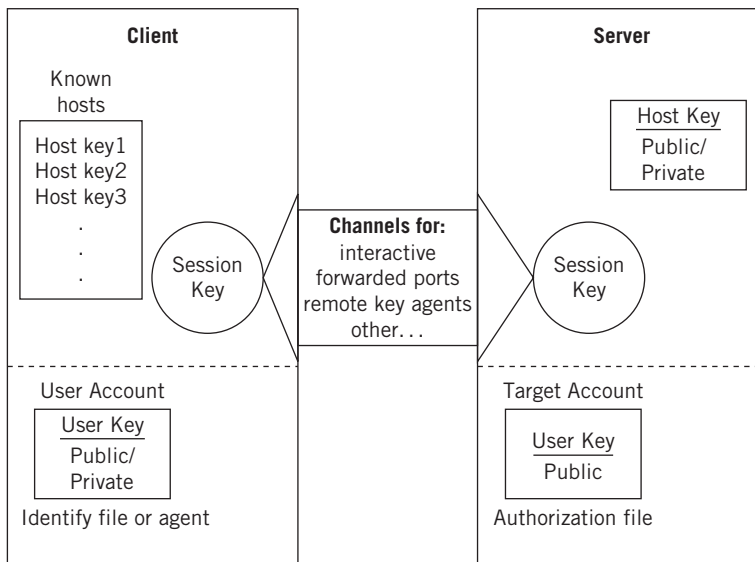 Client
Known
hosts
Host key1
Host key2
Host key3
.
.
.
Session
Key
User Account
User Key
Public/
Private
Identify file or agent
Channels for:
interactive
forwarded ports
remote key agents
other...
Server
Host Key
Public/
Private
Session
Key
Target Account
User Key
Public
Authorization file